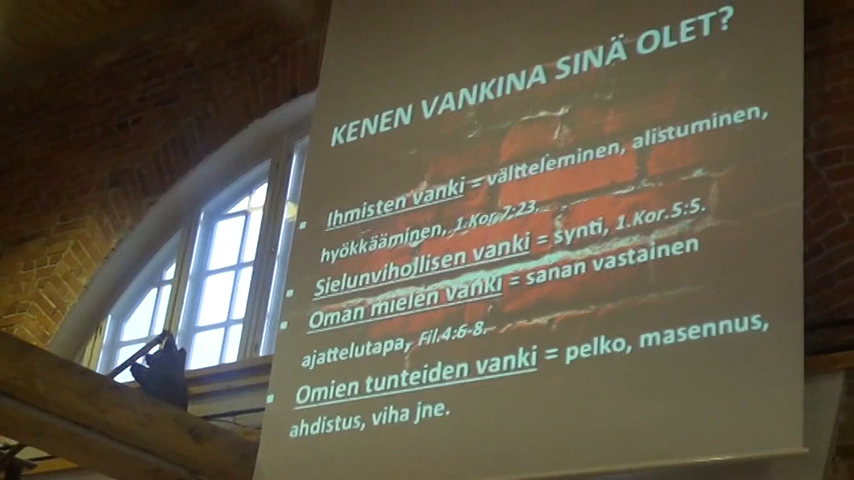 KENEN VANKINA SINÄ OLET?
▪ Ihmisten vanki = vältteleminen, alistuminen,
hyökkääminen, 1.Kor.7:23.
▪ Sielunvihollisen vanki = synti, 1.Kor.5:5.
▪ Oman mielen vanki = sanan vastainen
ajattelutapa, Fil.4:6-8.
▪ Omien tunteiden vanki = pelko, masennus,
ahdistus, viha jne.